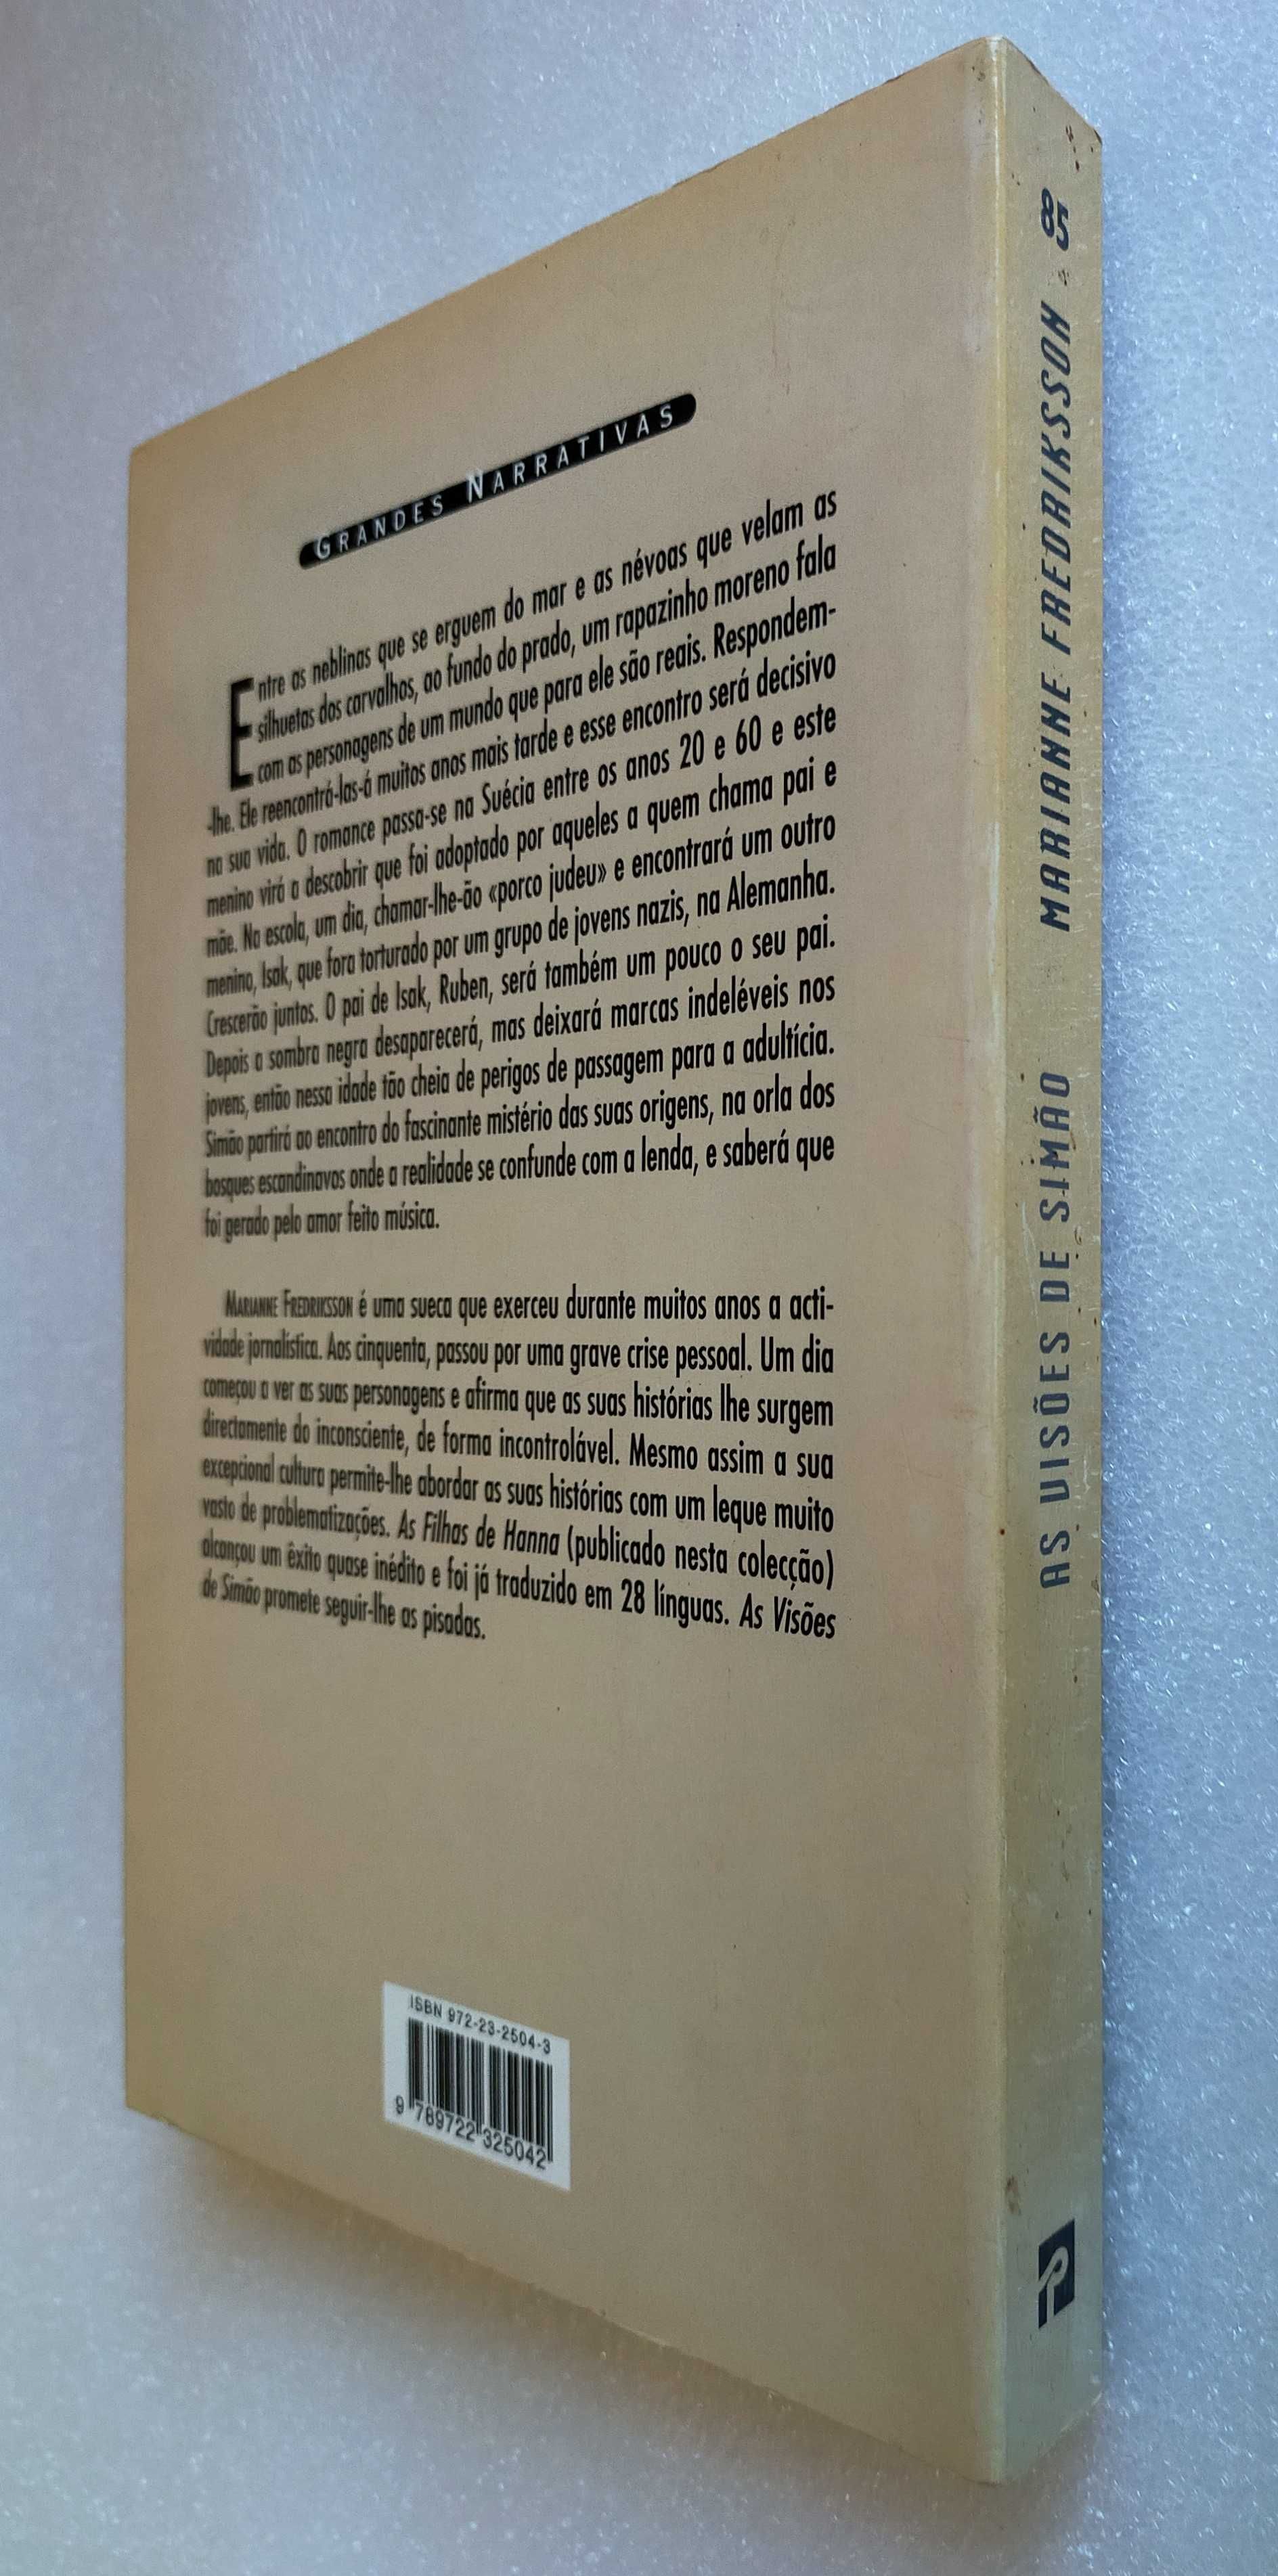 GRANDES NARRATIVAS
Entre as neblinas que se erguem do mar e as névoas que velam as
silhuetas dos carvalhos, ao fundo do prado, um rapazinho moreno fala
com as personagens de um mundo que para ele são reais. Respondem-
-lhe. Ele reencontrá-las-á muitos anos mais tarde e esse encontro será decisivo
na sua vida. O romance passa-se na Suécia entre os anos 20 e 60 e este
menino virá a descobrir que foi adoptado por aqueles a quem chama pai e
mãe. Na escola, um dia, chamar-lhe-ão «porco judeu» e encontrará um outro
menino, Isak, que fora torturado por um grupo de jovens nazis, na Alemanha.
Crescerão juntos. O pai de Isak, Ruben, será também um pouco o seu pai.
Depois a sombra negra desaparecerá, mas deixará marcas indeléveis nos
jovens, então nessa idade tão cheia de perigos de passagem para a adultícia.
Simão partirá ao encontro do fascinante mistério das suas origens, na orla dos
bosques escandinavos onde a realidade se confunde com a lenda, e saberá que
foi gerado pelo amor feito música.
MARIANNE FREDRIKSSON é uma sueca que exerceu durante muitos anos a acti-
vidade jornalística. Aos cinquenta, passou por uma grave crise pessoal. Um dia
começou a ver as suas personagens e afirma que as suas histórias lhe surgem
directamente do inconsciente, de forma incontrolável. Mesmo assim a sua
excepcional cultura permite-lhe abordar as suas histórias com um leque muito
vasto de problematizações. As Filhas de Hanna (publicado nesta colecção)
alcançou um êxito quase inédito e foi já traduzido em 28 línguas. As Visões
de Simão promete seguir-lhe as pisadas.
ISBN 972-23-2504-3
9 789722 325042
AS VISÕES DE SIMÃO MARIANNE FREDRIKSSON 85